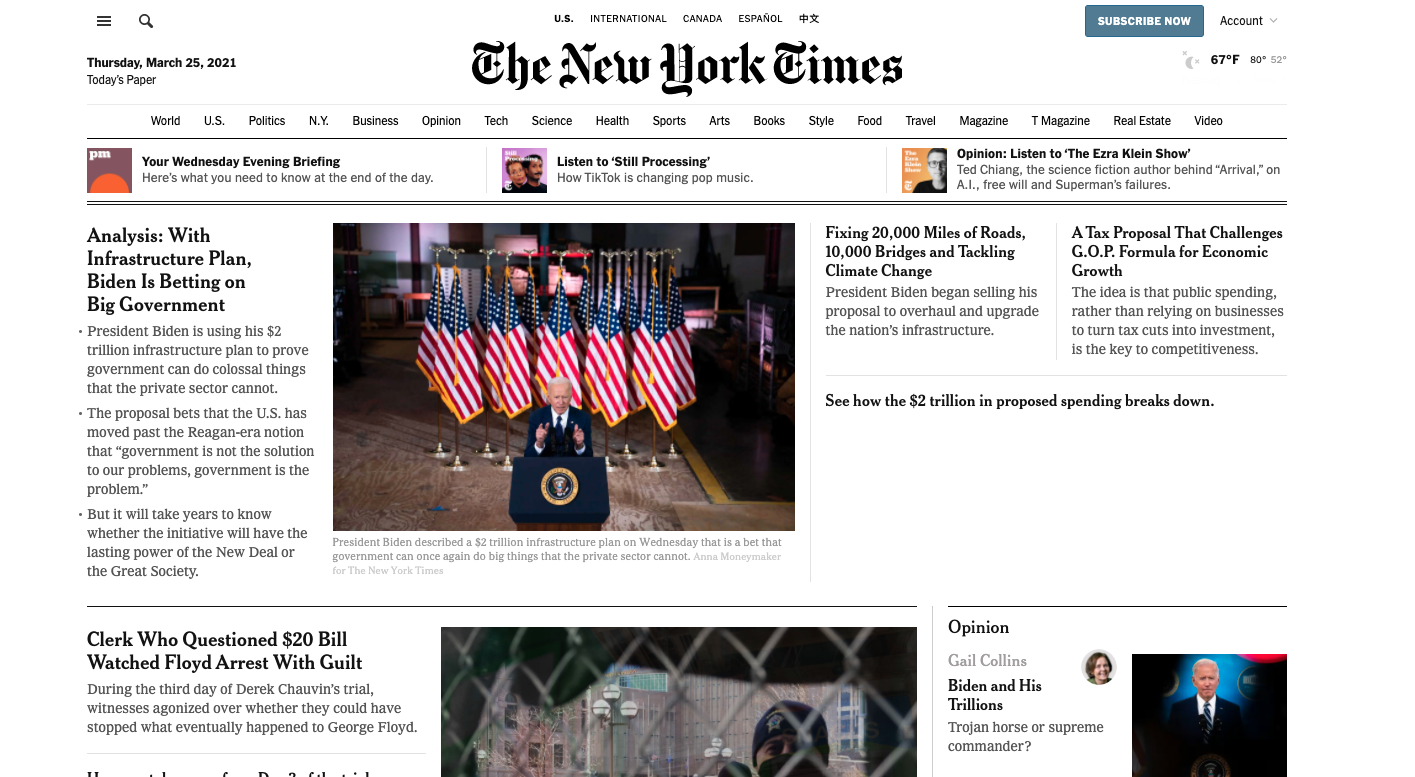 U.S. INTERNATIONAL CANADA ESPAÑOL 中文
SUBSCRIBE NOW
Account
Thursday, March 25, 2021
Today's Paper
The New York Times
67°F 80° 52°
World U.S. Politics N.Y. Business Opinion Tech Science Health Sports Arts Books Style Food Travel Magazine T Magazine Real Estate Video
pm
Your Wednesday Evening Briefing
Here's what you need to know at the end of the day.
Still
Processing
Listen to 'Still Processing'
How TikTok is changing pop music.
The
Ezra
Klein
Show
Opinion: Listen to 'The Ezra Klein Show'
Ted Chiang, the science fiction author behind "Arrival," on
A.I., free will and Superman's failures.
Analysis: With
Infrastructure Plan,
Biden Is Betting on
Big Government
• President Biden is using his $2
trillion infrastructure plan to prove
government can do colossal things
that the private sector cannot.
• The proposal bets that the U.S. has
moved past the Reagan-era notion
that "government is not the solution
to our problems, government is the
problem."
• But it will take years to know
whether the initiative will have the
lasting power of the New Deal or
the Great Society.
President Biden described a $2 trillion infrastructure plan on Wednesday that is a bet that
government can once again do big things that the private sector cannot. Anna Moneymaker
for The New York Times
Fixing 20,000 Miles of Roads,
10,000 Bridges and Tackling
Climate Change
President Biden began selling his
proposal to overhaul and upgrade
the nation's infrastructure.
A Tax Proposal That Challenges
G.O.P. Formula for Economic
Growth
The idea is that public spending,
rather than relying on businesses
to turn tax cuts into investment,
is the key to competitiveness.
See how the $2 trillion in proposed spending breaks down.
Clerk Who Questioned $20 Bill
Watched Floyd Arrest With Guilt
During the third day of Derek Chauvin's trial,
witnesses agonized over whether they could have
stopped what eventually happened to George Floyd.
Opinion
Gail Collins
Biden and His
Trillions
Trojan horse or supreme
commander?